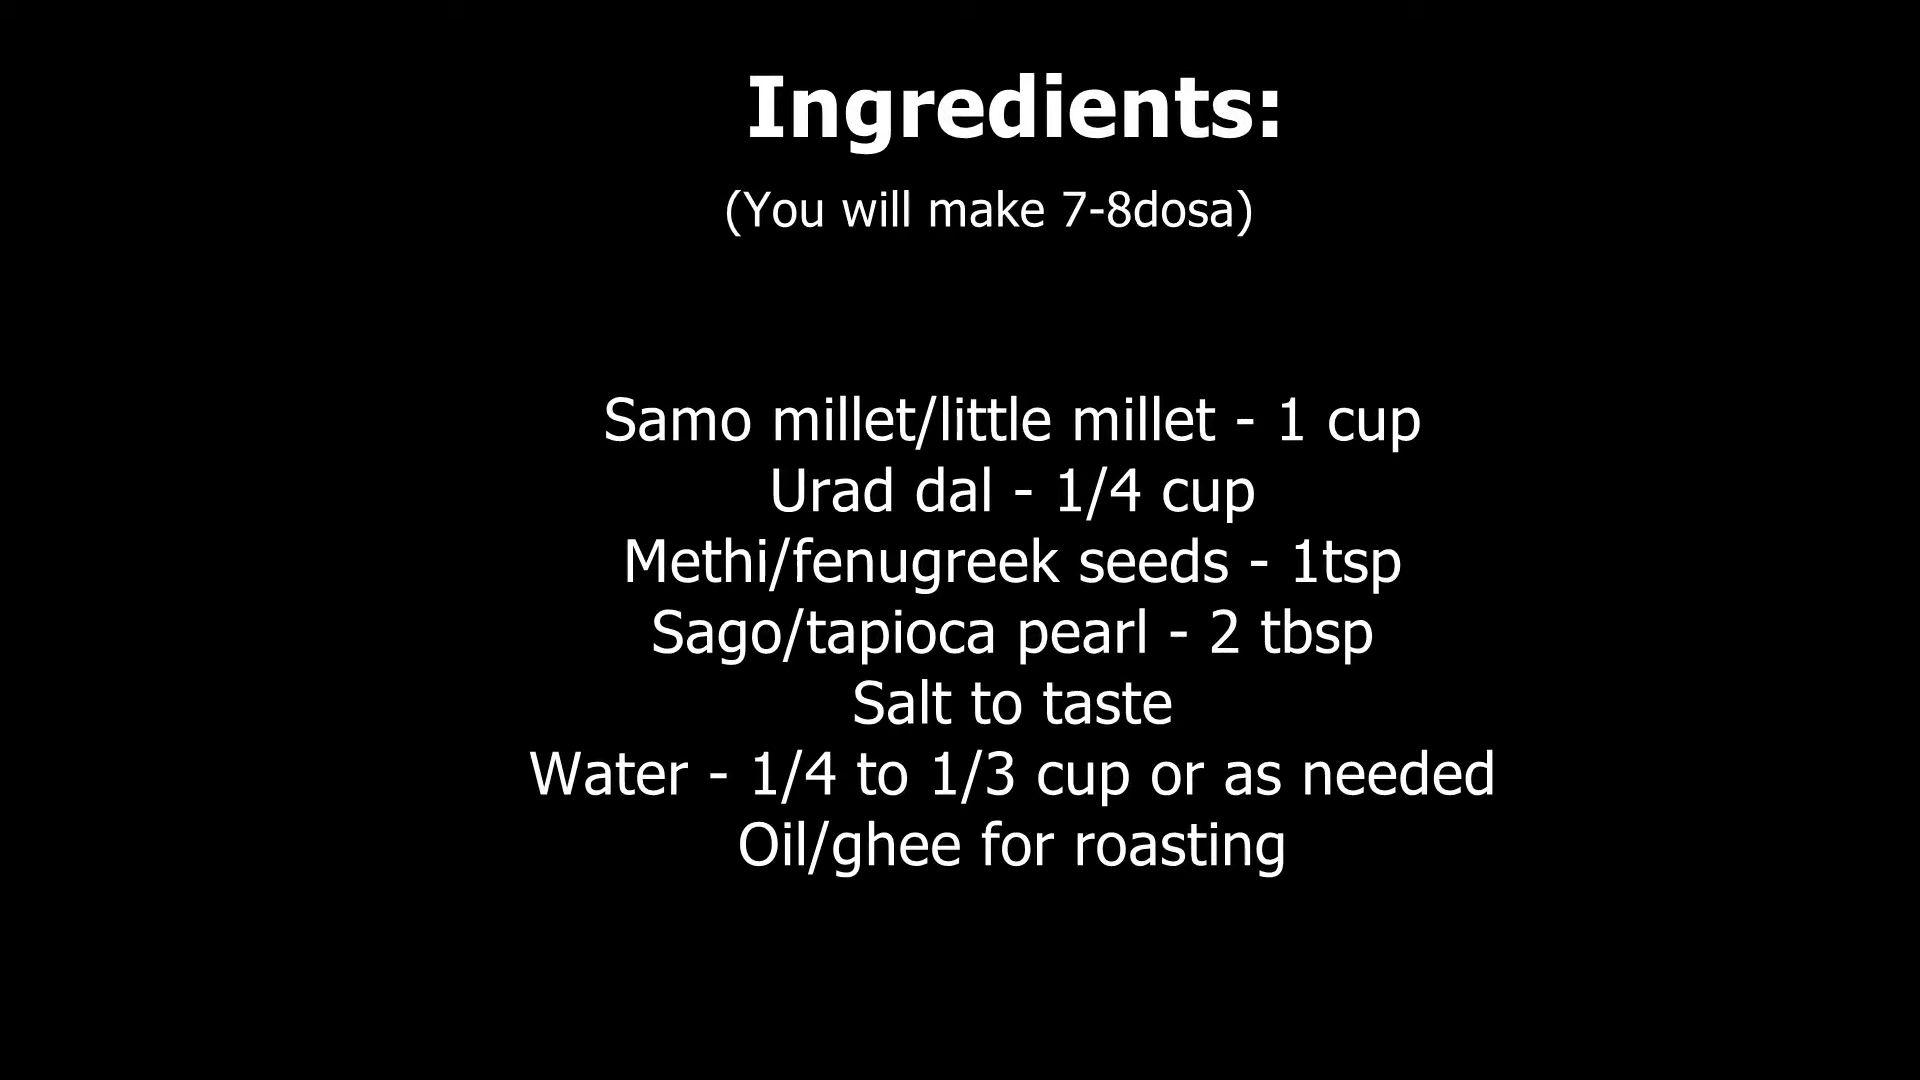 Ingredients:
(You will make 7-8dosa)
Samo millet/little millet - 1 cup
Urad dal - 1/4 cup
Methi/fenugreek seeds - 1tsp
Sago/tapioca pearl - 2 tbsp
Salt to taste
Water - 1/4 to 1/3 cup or as needed
Oil/ghee for roasting